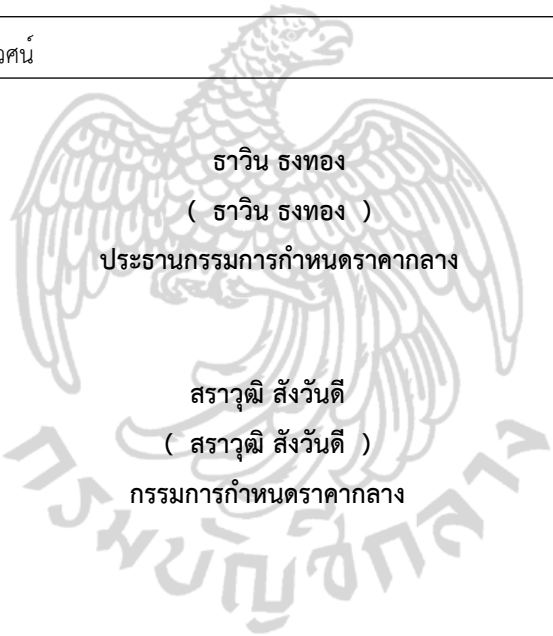 วศน์
ธาวิน ธงทอง
( ธาวิน ธงทอง )
ประธานกรรมการกำหนดราคากลาง
สราวุฒิ สังวันดี
( สราวุฒิ สังวันดี )
กรรมการกำหนดราคากลาง
กรมบัญชีกลาง